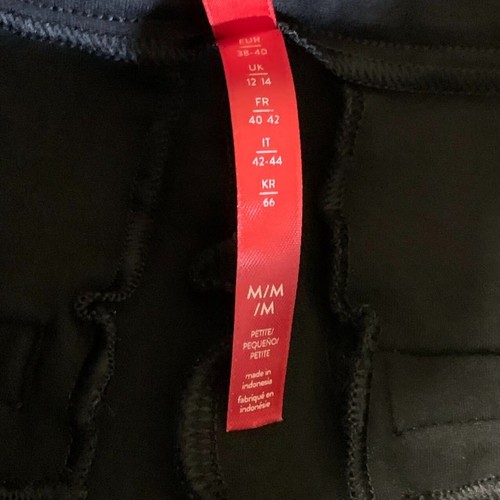 EUR
38-40
UK
12 14
FR
40 42
IT
42-44
KR
66
M/M
/M
PETITE/
PEQUEÑO/
PETITE
made in
indonesia
fabriqué en
indonésie